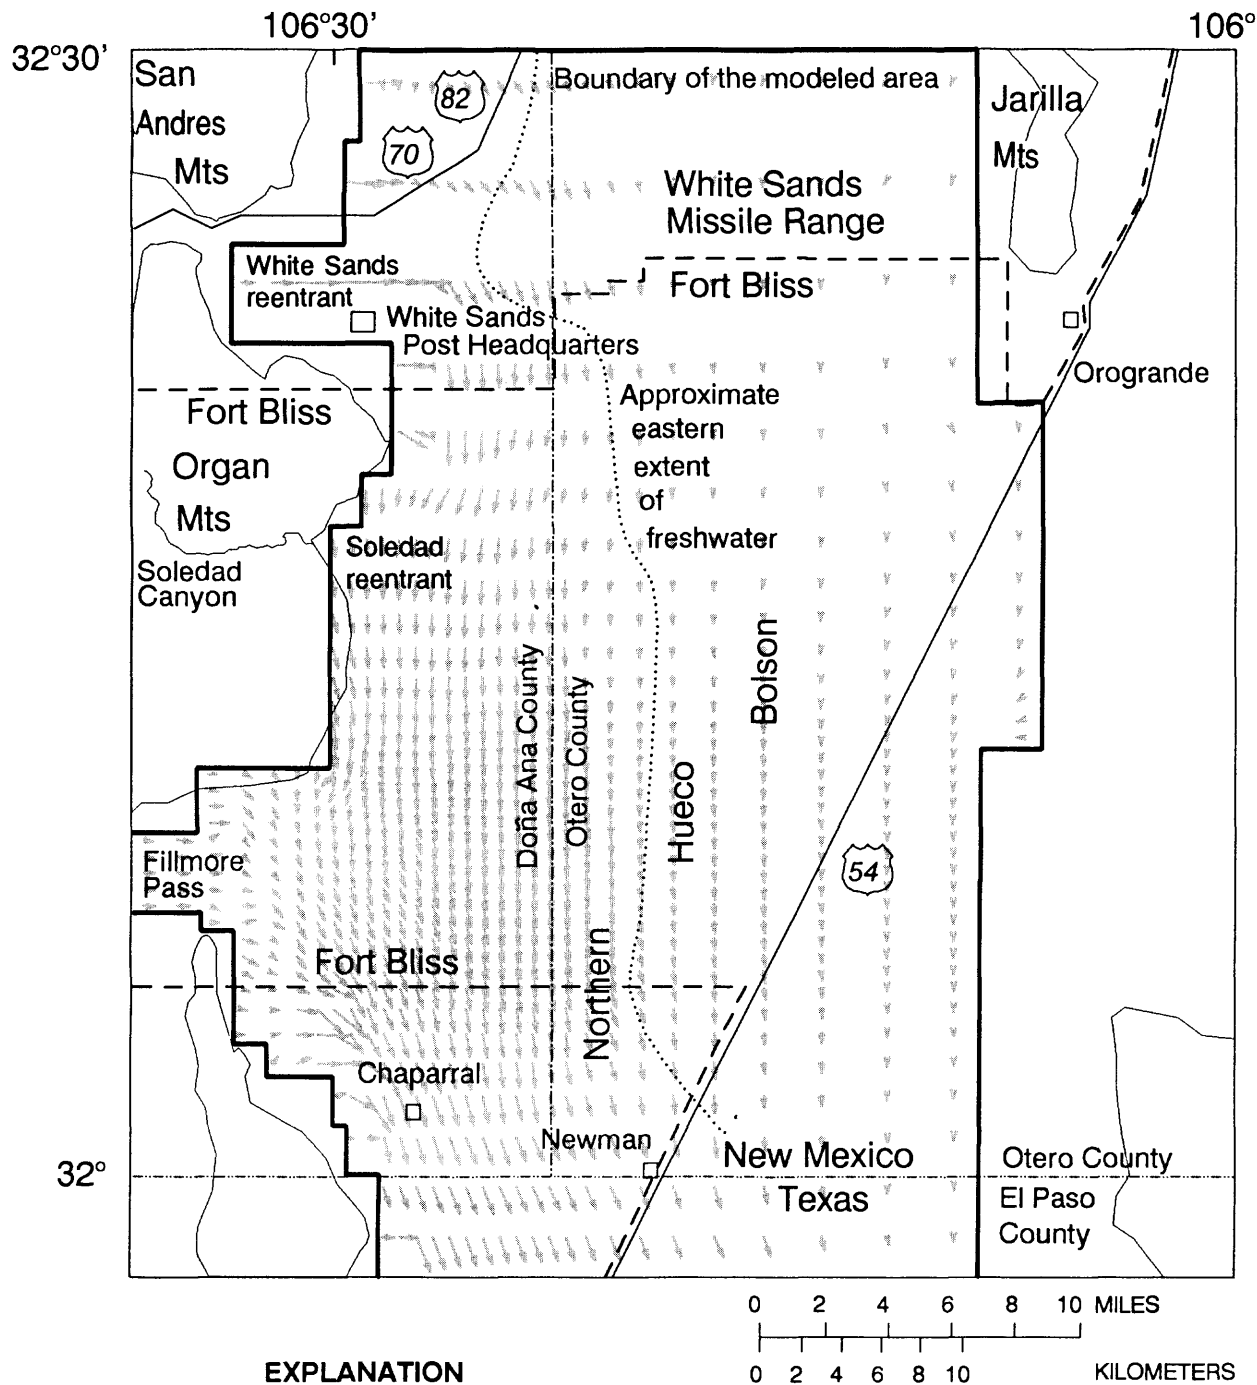 106°30'
106°
32°30'
San
Andres
Mts
82
70
Boundary of the modeled area
Jarilla
Mts
White Sands
Missile Range
White Sands
reentrant
Fort Bliss
White Sands
Post Headquarters
Orogrande
Fort Bliss
Approximate
eastern
extent
of
freshwater
Organ
Mts
Soledad
reentrant
Soledad
Canyon
Bolson
Doña Ana County
Otero County
Hueco
Fillmore
Pass
54
Fort Bliss
Northern
Chaparral
Newman
New Mexico
Otero County
32°
Texas
El Paso
County
0 2 4 6 8 10 MILES
0 2 4 6 8 10 KILOMETERS
EXPLANATION